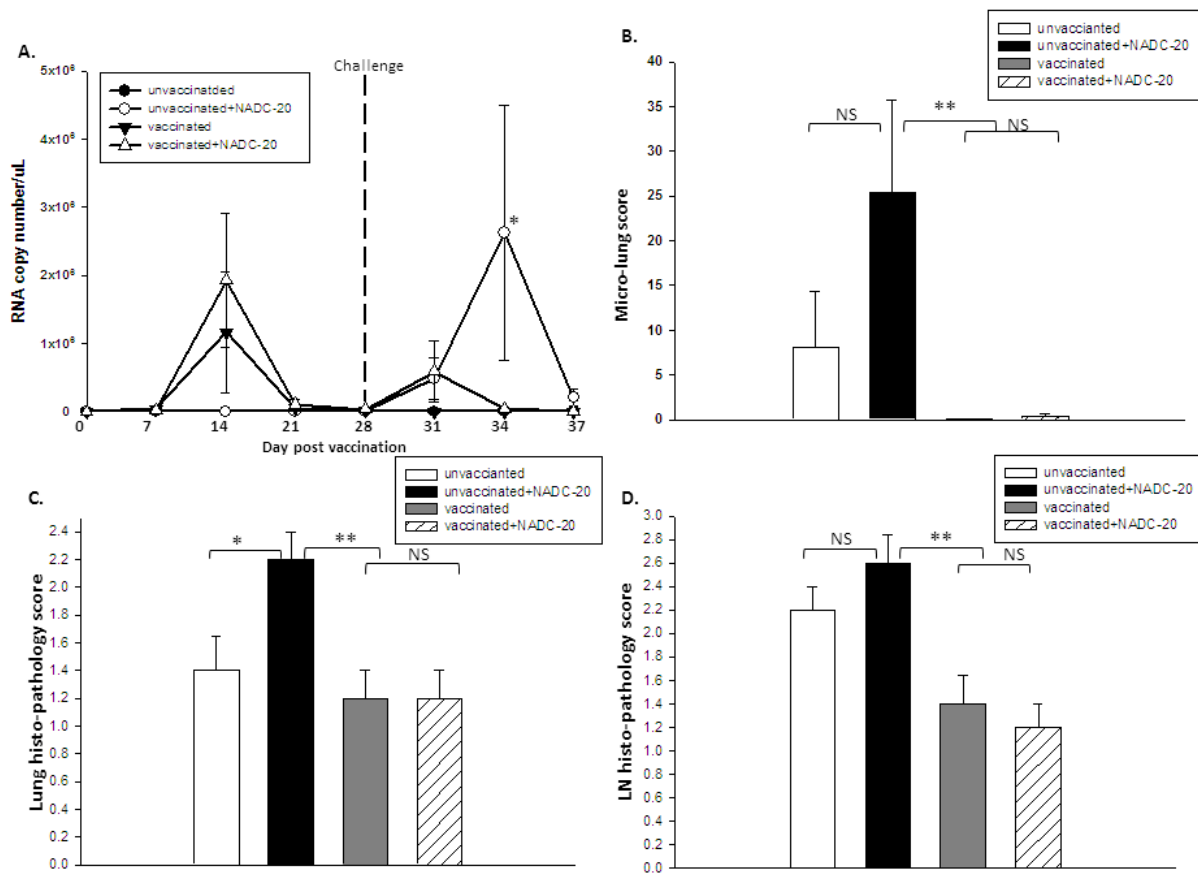 A.
Challenge
unvaccinatded
unvaccinated+NADC-20
vaccinated
vaccinated+NADC-20
RNA copy number/uL
5x10⁶
4x10⁶
3x10⁶
2x10⁶
1x10⁶
0
*
0 7 14 21 28 31 34 37
Day post vaccination
B.
unvaccianted
unvaccinated+NADC-20
vaccinated
vaccinated+NADC-20
Micro-lung score
40
35
30
25
20
15
10
5
0
NS ** NS
C.
unvaccianted
unvaccinated+NADC-20
vaccinated
vaccinated+NADC-20
Lung histo-pathology score
2.4
2.2
2.0
1.8
1.6
1.4
1.2
1.0
0.8
0.6
0.4
0.2
0.0
* ** NS
D.
unvaccianted
unvaccinated+NADC-20
vaccinated
vaccinated+NADC-20
LN histo-pathology score
3.0
2.8
2.6
2.4
2.2
2.0
1.8
1.6
1.4
1.2
1.0
0.8
0.6
0.4
0.2
0.0
NS ** NS